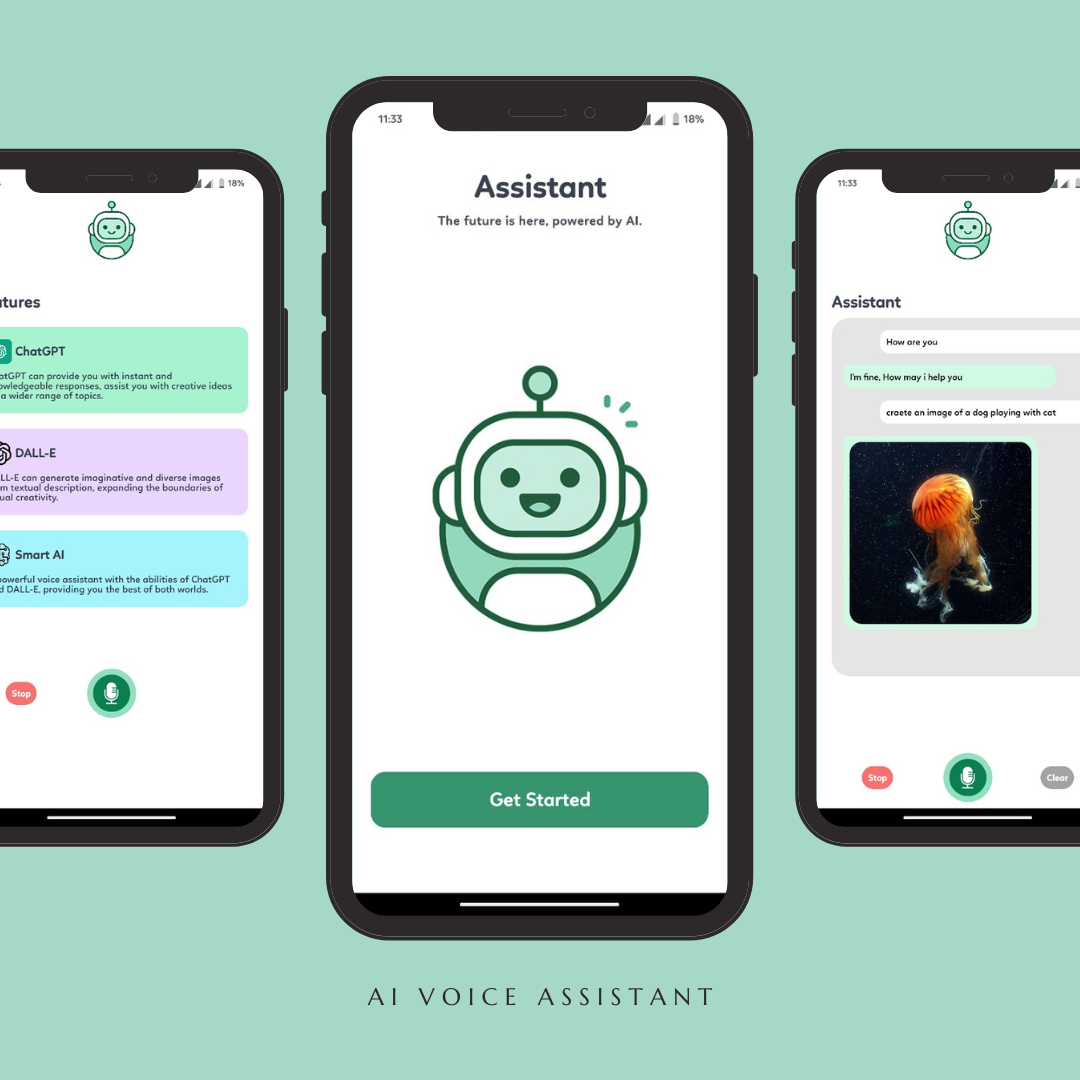 18%
tures
ChatGPT
atGPT can provide you with instant and
owledgeable responses, assist you with creative ideas
a wider range of topics.
DALL-E
LL-E can generate imaginative and diverse images
m textual description, expanding the boundaries of
ual creativity.
Smart AI
powerful voice assistant with the abilities of ChatGPT
d DALL-E, providing you the best of both worlds.
Stop
11:33 18%
Assistant
The future is here, powered by AI.
Get Started
11:33
Assistant
How are you
I'm fine, How may i help you
craete an image of a dog playing with cat
Stop Clear
AI VOICE ASSISTANT